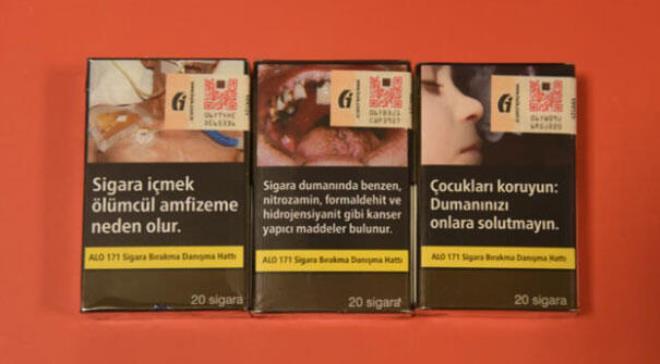 Sigara içmek
ölümcül amfizeme
neden olur.
ALO 171 Sigara Bırakma Danışma Hattı
20 sigara
Sigara dumanında benzen,
nitrozamin, formaldehit ve
hidrojensiyanit gibi kanser
yapıcı maddeler bulunur.
ALO 171 Sigara Bırakma Danışma Hattı
20 sigara
Çocukları koruyun:
Dumanınızı
onlara solutmayın.
ALO 171 Sigara Bırakma Danışma Hattı
20 sigara